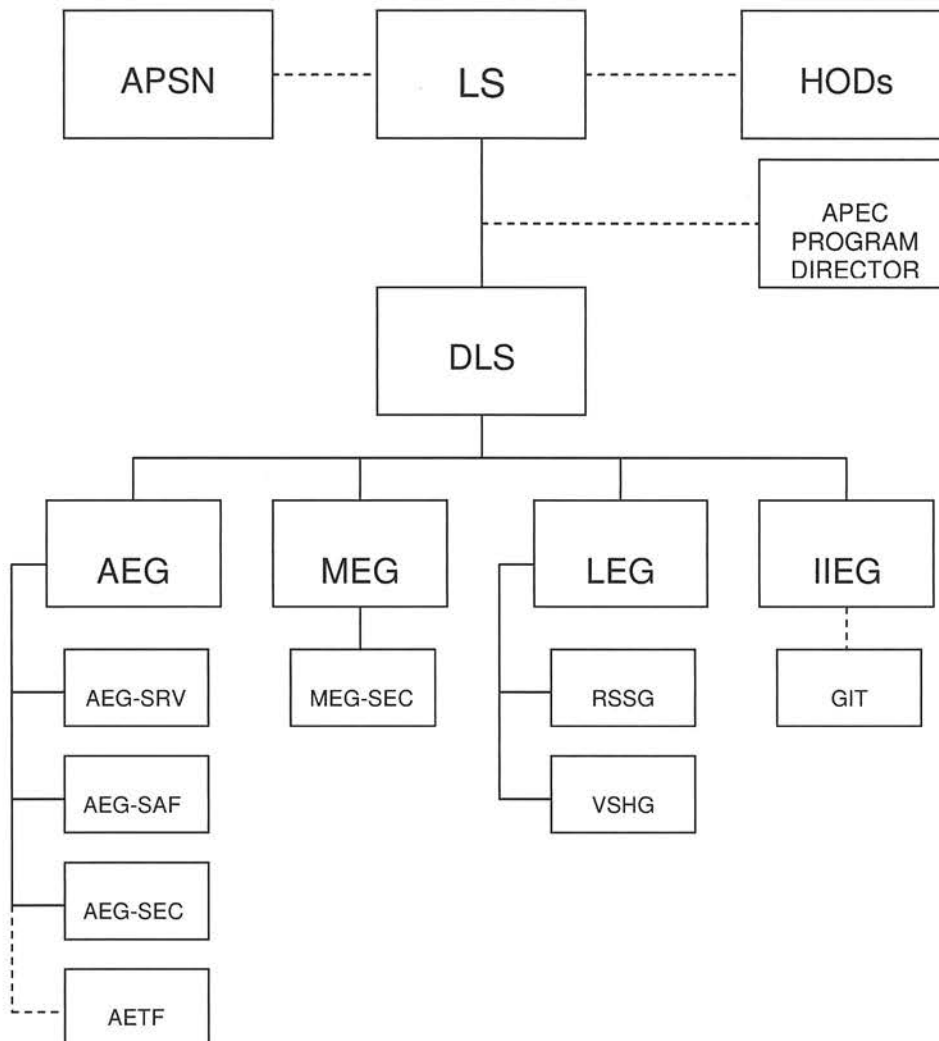 APSN
LS
HODs
APEC
PROGRAM
DIRECTOR
DLS
AEG
MEG
LEG
IIEG
AEG-SRV
MEG-SEC
RSSG
GIT
AEG-SAF
VSHG
AEG-SEC
AETF